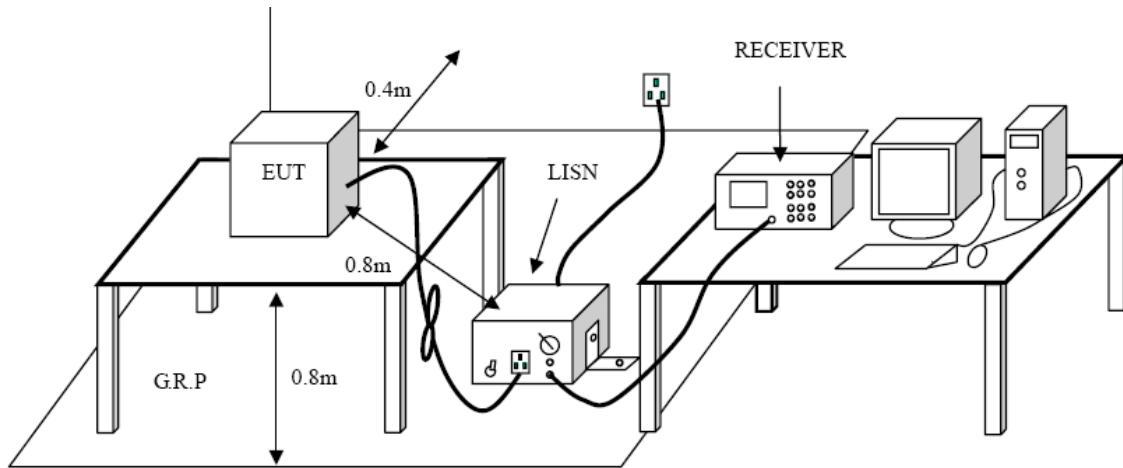 RECEIVER
0.4m
EUT
LISN
0.8m
G.R.P
0.8m